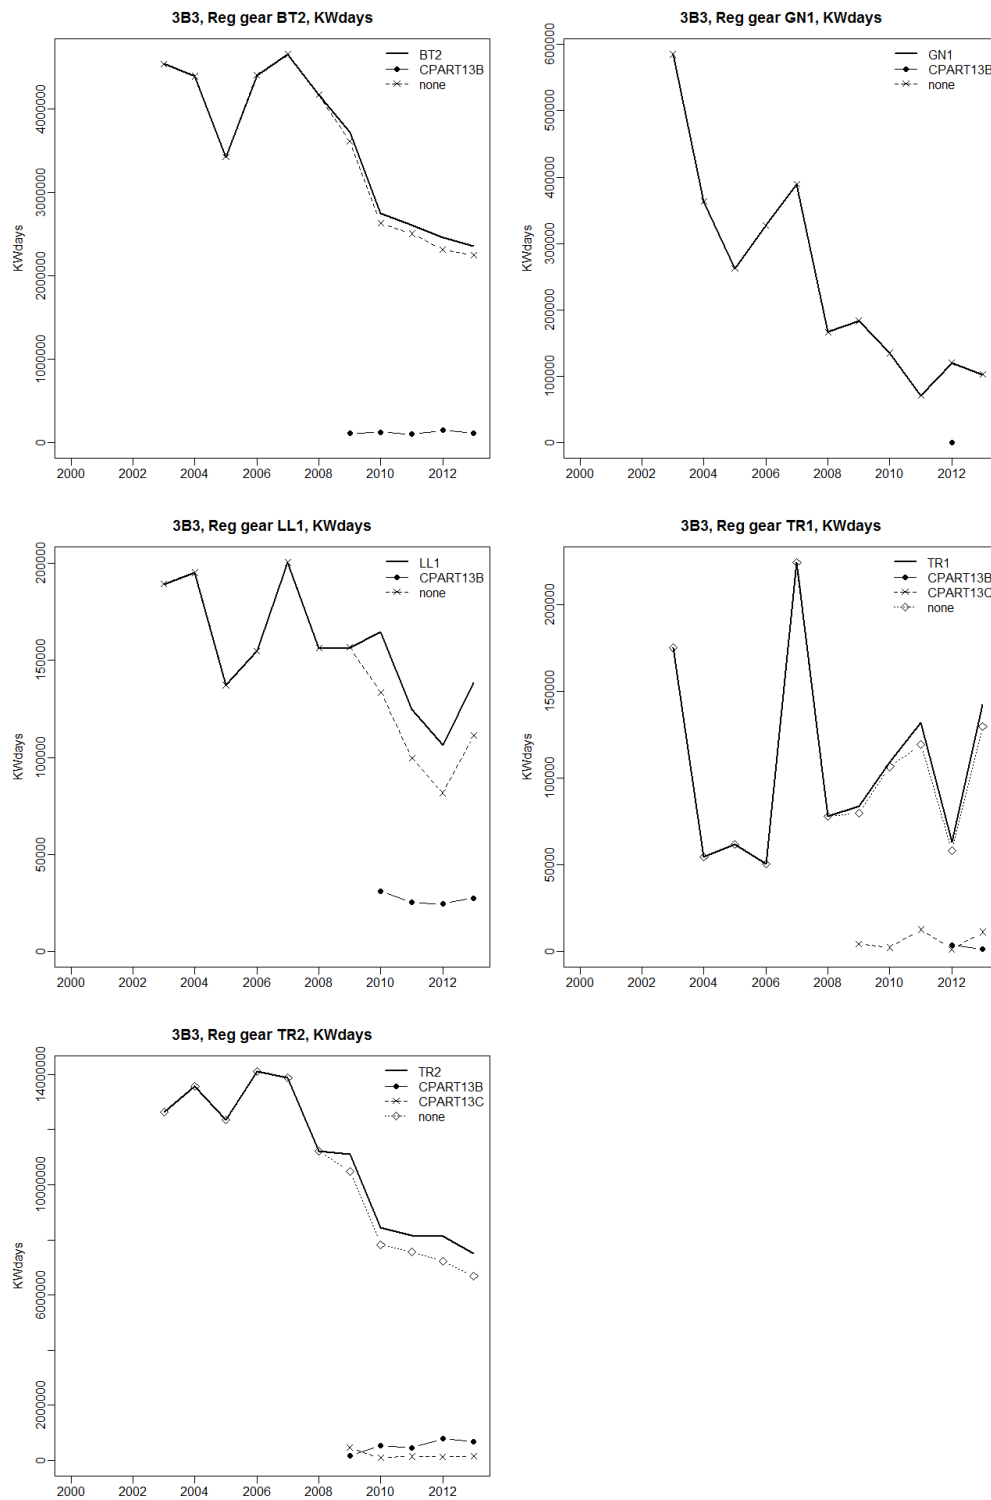 3B3, Reg gear BT2, KWdays
BT2
CPART13B
none
KWdays
4000000
3000000
2000000
1000000
0
2000 2002 2004 2006 2008 2010 2012
3B3, Reg gear GN1, KWdays
GN1
CPART13B
none
KWdays
600000
500000
400000
300000
200000
100000
0
2000 2002 2004 2006 2008 2010 2012
3B3, Reg gear LL1, KWdays
LL1
CPART13B
none
KWdays
200000
150000
100000
50000
0
2000 2002 2004 2006 2008 2010 2012
3B3, Reg gear TR1, KWdays
TR1
CPART13B
CPART13C
none
KWdays
200000
150000
100000
50000
0
2000 2002 2004 2006 2008 2010 2012
3B3, Reg gear TR2, KWdays
TR2
CPART13B
CPART13C
none
KWdays
14000000
10000000
6000000
2000000
0
2000 2002 2004 2006 2008 2010 2012